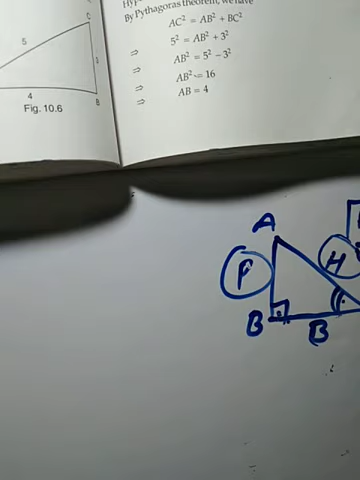 By Pythagoras theorem, we have
AC² = AB² + BC²
5² = AB² + 3²
⇒ AB² = 5² − 3²
⇒ AB² = 16
⇒ AB = 4
⇒
C
5
3
4
B
Fig. 10.6
A
P
H
B
B